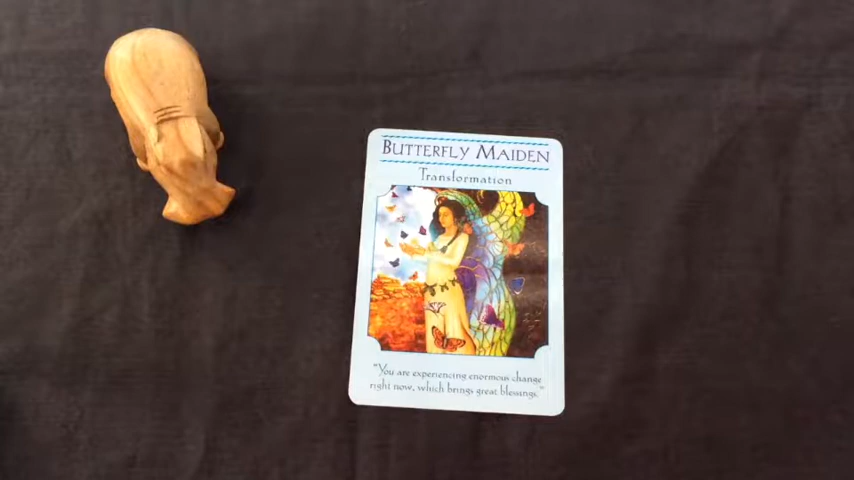 BUTTERFLY MAIDEN
Transformation
"You are experiencing enormous change
right now, which brings great blessings."